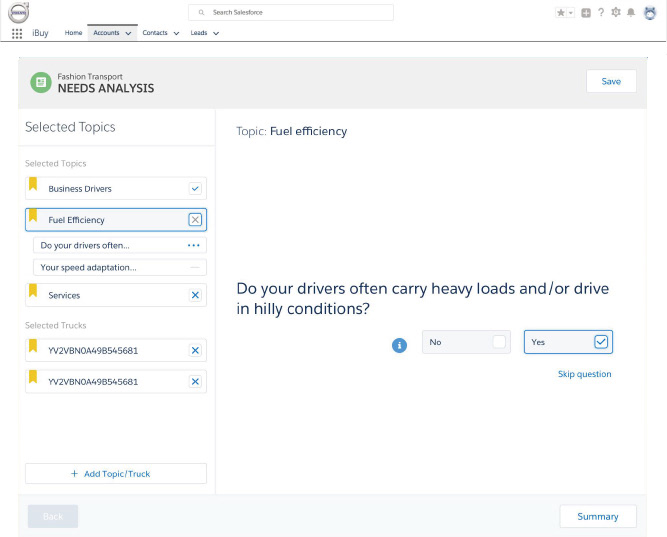 VOLVO
Search Salesforce
iBuy Home Accounts Contacts Leads
Fashion Transport
NEEDS ANALYSIS
Save
Selected Topics
Selected Topics
Business Drivers
Fuel Efficiency
Do your drivers often...
Your speed adaptation...
Services
Selected Trucks
YV2VBN0A49B545681
YV2VBN0A49B545681
+ Add Topic/Truck
Topic: Fuel efficiency
Do your drivers often carry heavy loads and/or drive
in hilly conditions?
i
No
Yes
Skip question
Back
Summary